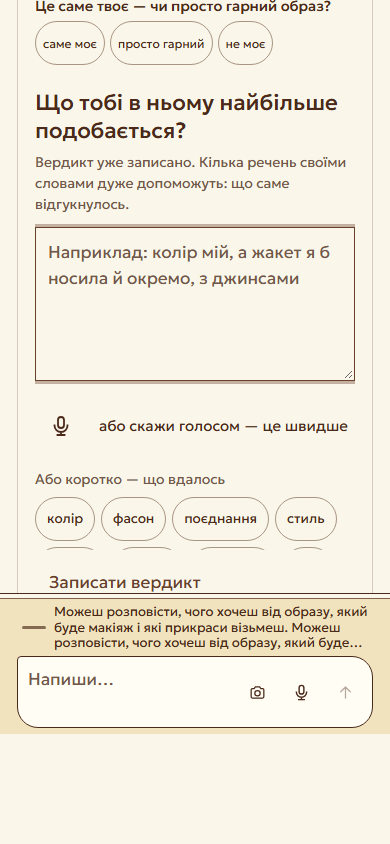 Це саме твоє — чи просто гарний образ?
саме моє просто гарний не моє
Що тобі в ньому найбільше
подобається?
Вердикт уже записано. Кілька речень своїми
словами дуже допоможуть: що саме
відгукнулось.
Наприклад: колір мій, а жакет я б
носила й окремо, з джинсами
або скажи голосом — це швидше
Або коротко — що вдалось
колір фасон поєднання стиль
Записати вердикт
Можеш розповісти, чого хочеш від образу, який
буде макіяж і які прикраси візьмеш. Можеш
розповісти, чого хочеш від образу, який буде…
Напиши…